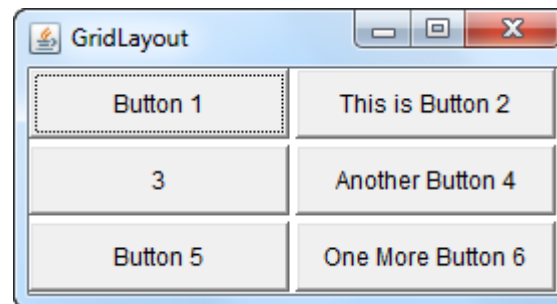 GridLayout
Button 1
This is Button 2
3
Another Button 4
Button 5
One More Button 6